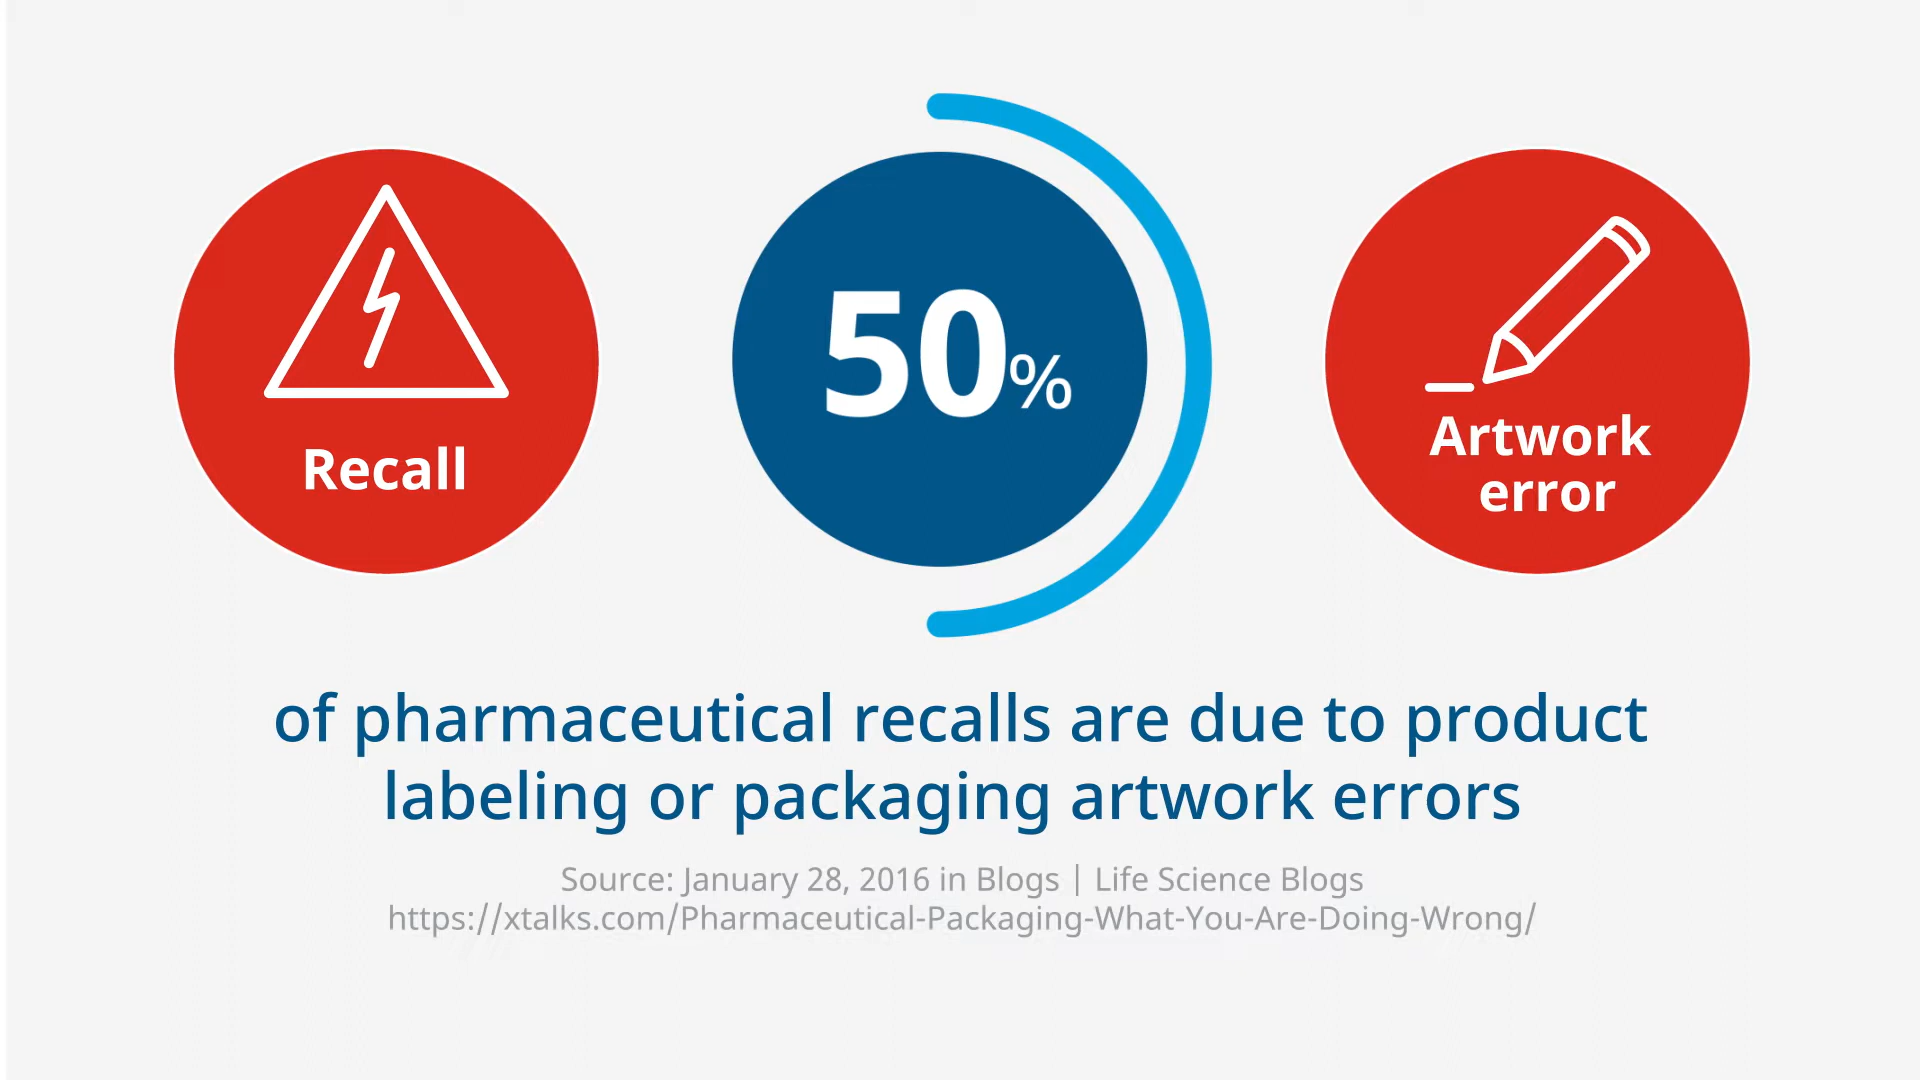 Recall
50%
Artwork
error
of pharmaceutical recalls are due to product
labeling or packaging artwork errors
Source: January 28, 2016 in Blogs | Life Science Blogs
https://xtalks.com/Pharmaceutical-Packaging-What-You-Are-Doing-Wrong/